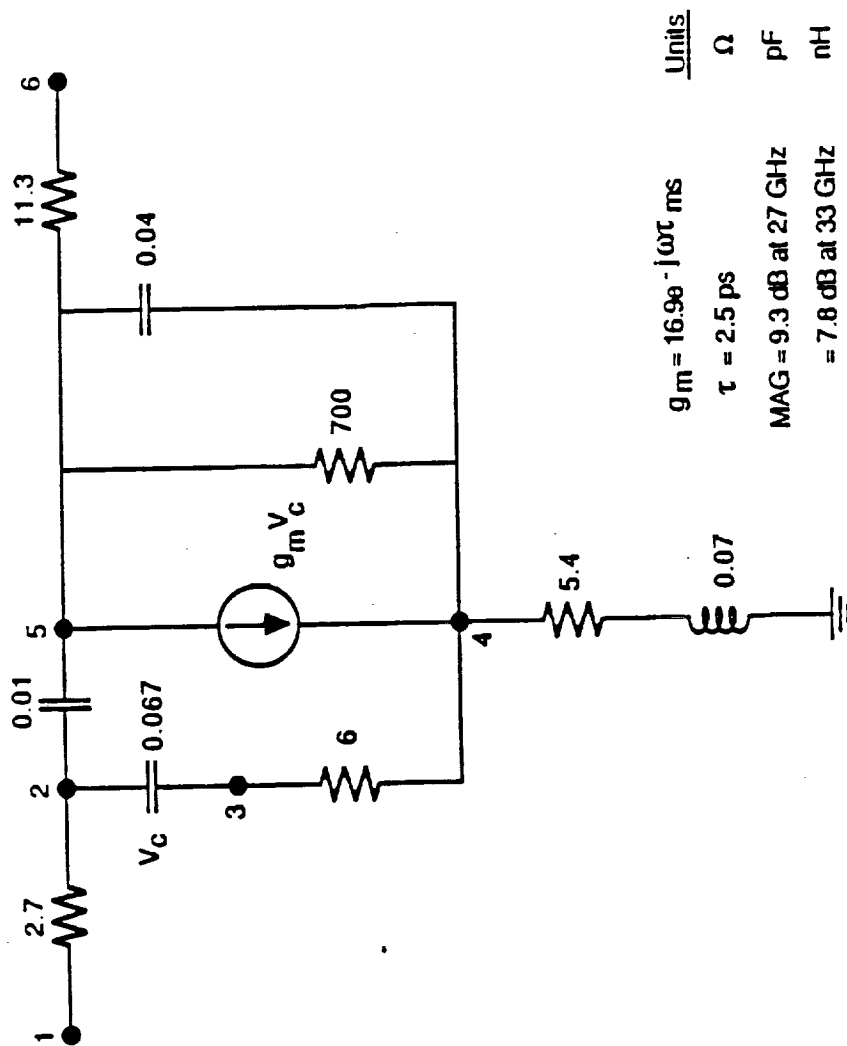 1
2.7
2
0.01
5
11.3
6
V_c
0.067
3
6
g_m V_c
700
0.04
4
5.4
0.07
g_m = 16.9e^-jωτ ms
τ = 2.5 ps
MAG = 9.3 dB at 27 GHz
= 7.8 dB at 33 GHz
Units
Ω
pF
nH